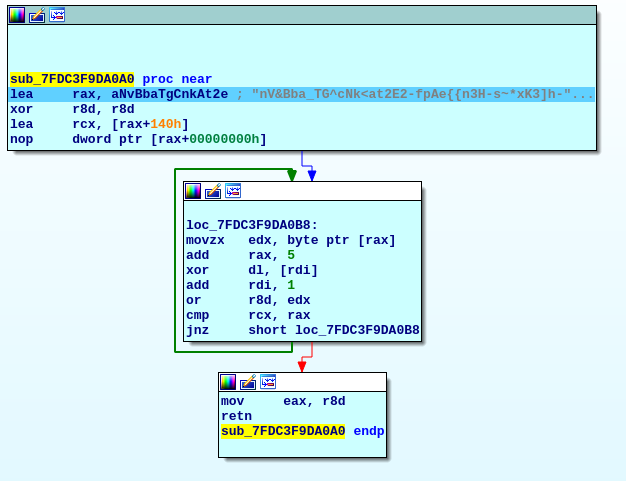 sub_7FDC3F9DA0A0 proc near
lea     rax, aNvBbaTgCnkAt2e ; "nV&Bba_TG^cNk<at2E2-fpAe{{n3H-s~*xK3]h-"...
xor     r8d, r8d
lea     rcx, [rax+140h]
nop     dword ptr [rax+00000000h]
loc_7FDC3F9DA0B8:
movzx   edx, byte ptr [rax]
add     rax, 5
xor     dl, [rdi]
add     rdi, 1
or      r8d, edx
cmp     rcx, rax
jnz     short loc_7FDC3F9DA0B8
mov     eax, r8d
retn
sub_7FDC3F9DA0A0 endp